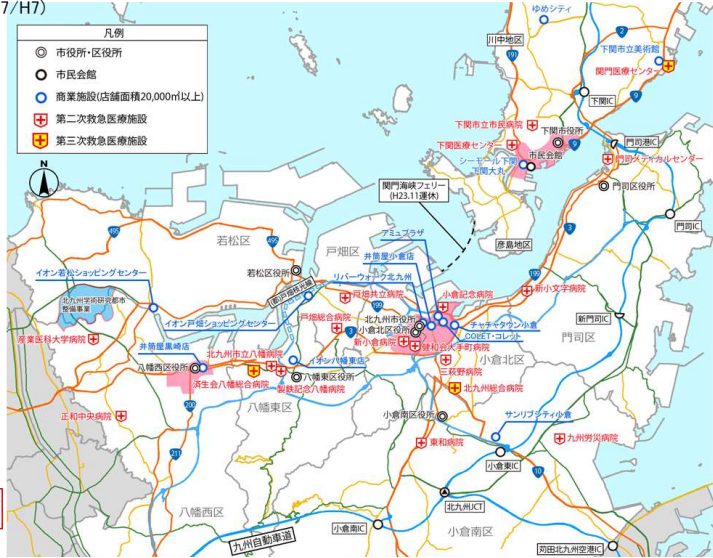 7/H7)
凡例
市役所・区役所
市民会館
商業施設(店舗面積20,000㎡以上)
第二次救急医療施設
第三次救急医療施設
N
ゆめシティ
川中地区
191
2
下関市立美術館
関門医療センター
9
下関IC
下関市立市民病院
下関市役所
門司港IC
下関医療センター
9
市民会館
シーモール下関
下関大丸
門司メディカルセンター
関門海峡フェリー
(H23.11運休)
門司区役所
3
門司IC
彦島地区
アミュプラザ
495
若松区
495
戸畑区
井筒屋小倉店
若松区役所
リバーウォーク北九州
199
イオン若松ショッピングセンター
(都)戸畑枝光線
小倉記念病院
新小文字病院
北九州学術研究都市
整備事業
戸畑共立病院
199
イオン戸畑ショッピングセンター
戸畑総合病院
北九州市役所
小倉北区役所
チャチャタウン小倉
COLET・コレット
新門司IC
門司区
産業医科大学病院
3
井筒屋黒崎店
新小倉病院
健和会大手町病院
小倉北区
北九州市立八幡病院
イオン八幡東店
三萩野病院
八幡西区役所
八幡東区役所
北九州総合病院
済生会八幡総合病院
製鉄記念八幡病院
200
八幡東区
正和中央病院
小倉南区役所
サンリブシティ小倉
211
東和病院
九州労災病院
小倉東IC
10
北九州JCT
八幡西区
小倉南IC
小倉南区
九州自動車道
苅田北九州空港IC